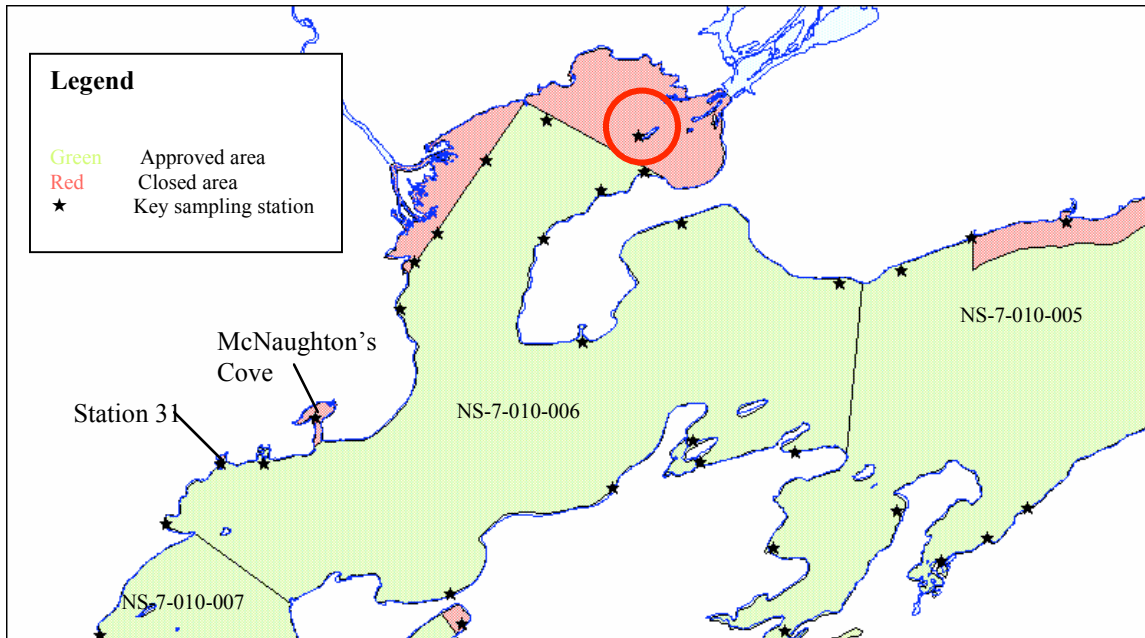 Legend
Green Approved area
Red Closed area
★ Key sampling station
McNaughton's
Cove
Station 31
NS-7-010-005
NS-7-010-006
NS-7-010-007